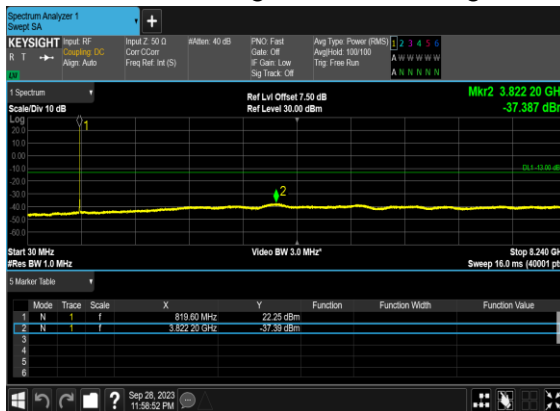 Spectrum Analyzer 1
Swept SA
+
KEYSIGHT Input: RF Input Z: 50 Ω #Atten: 40 dB PNO: Fast Avg Type: Power (RMS) 1 2 3 4 5 6
R T Coupling: DC Corr CCorr Gate: Off Avg|Hold: 100/100 A W W W W W
Align: Auto Freq Ref: Int (S) IF Gain: Low Trig: Free Run
Sig Track: Off A N N N N N
1 Spectrum Ref Lvl Offset 7.50 dB Mkr2 3.822 20 GH
Scale/Div 10 dB Ref Level 30.00 dBm -37.387 dB
Log
20.0
1
10.0
0.00
-10.0 DL1 -13.00 dB
-20.0
-30.0 2
-40.0
-50.0
-60.0
Start 30 MHz Video BW 3.0 MHz* Stop 8.240 GH
#Res BW 1.0 MHz Sweep 16.0 ms (40001 pt
5 Marker Table
Mode Trace Scale X Y Function Function Width Function Value
1 N 1 f 819.60 MHz 22.25 dBm
2 N 1 f 3.822 20 GHz -37.39 dBm
3
4
5
6
? Sep 28, 2023
11:58:52 PM